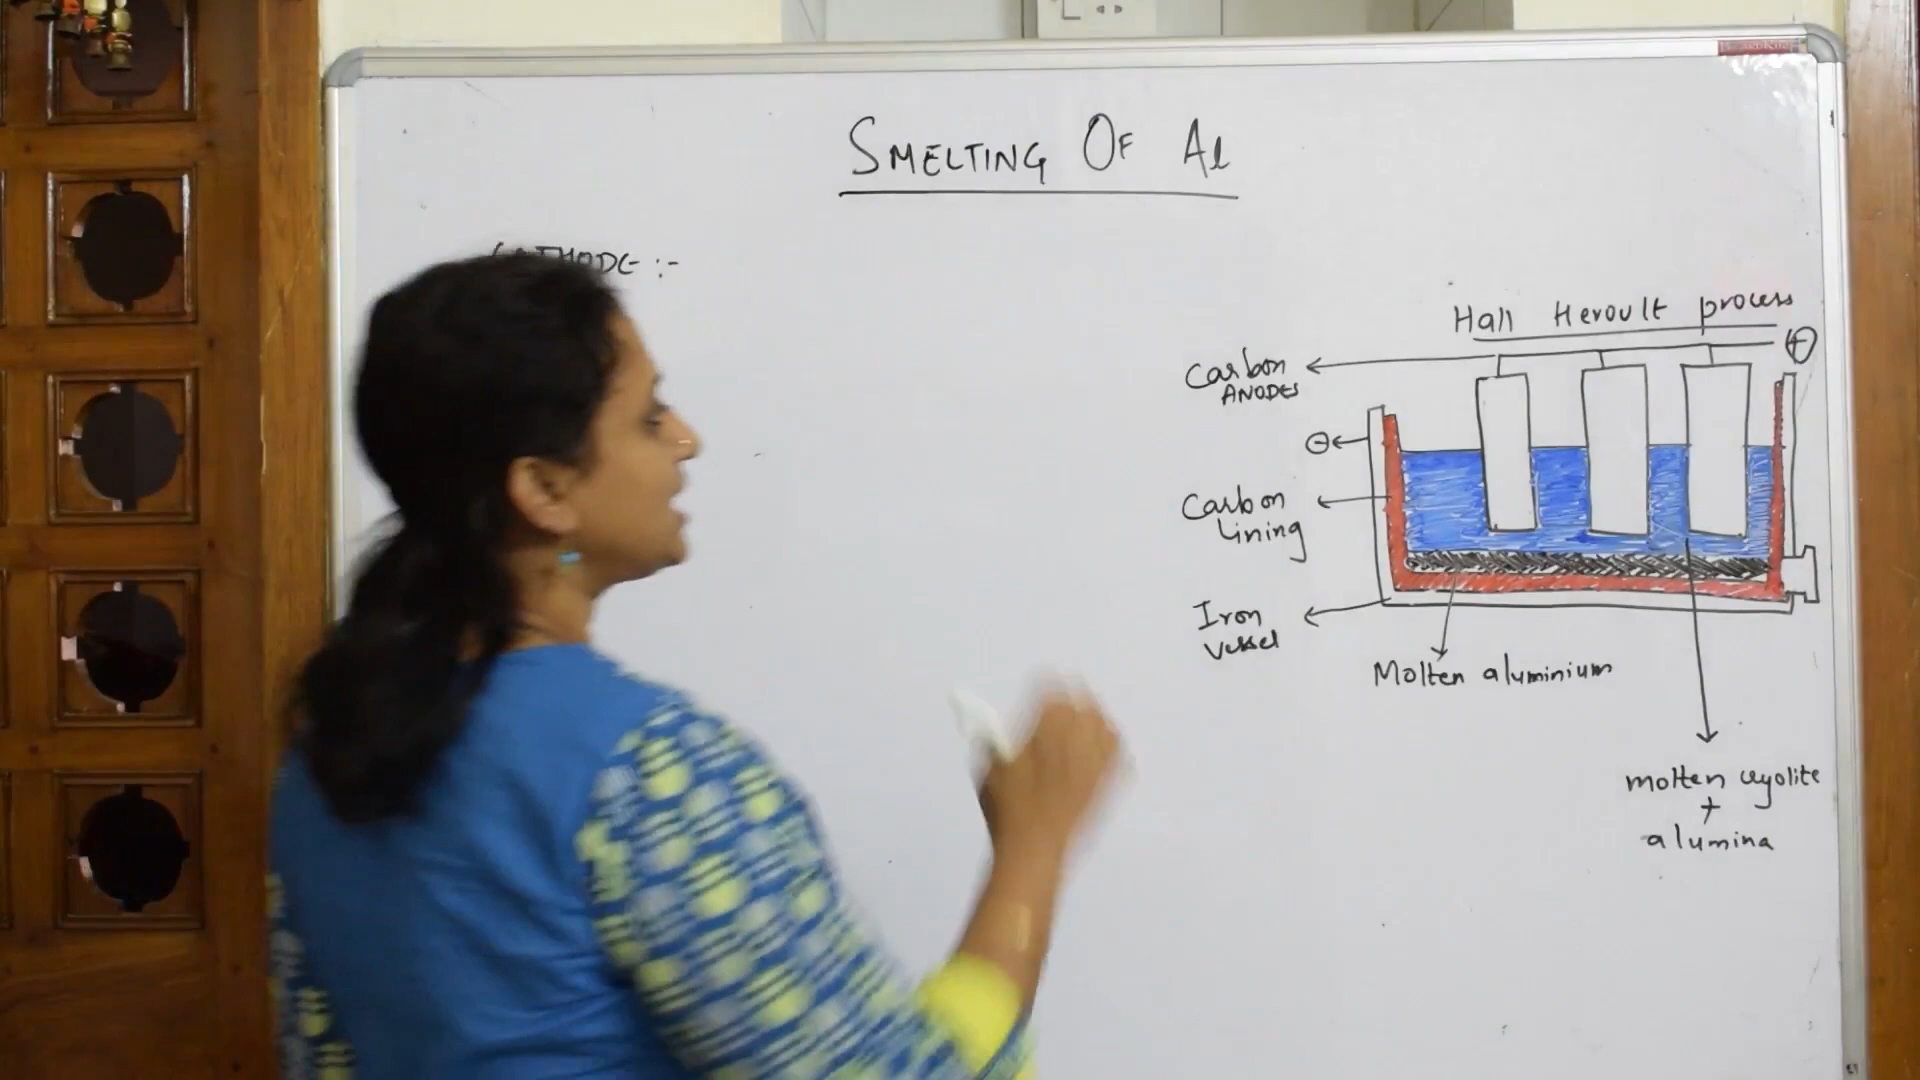 SMELTING OF Al
CATHODE :-
Hall Heroult process
+
Carbon
ANODES
-
Carbon
Lining
Iron
Vessel
Molten aluminium
molten cryolite
+
alumina